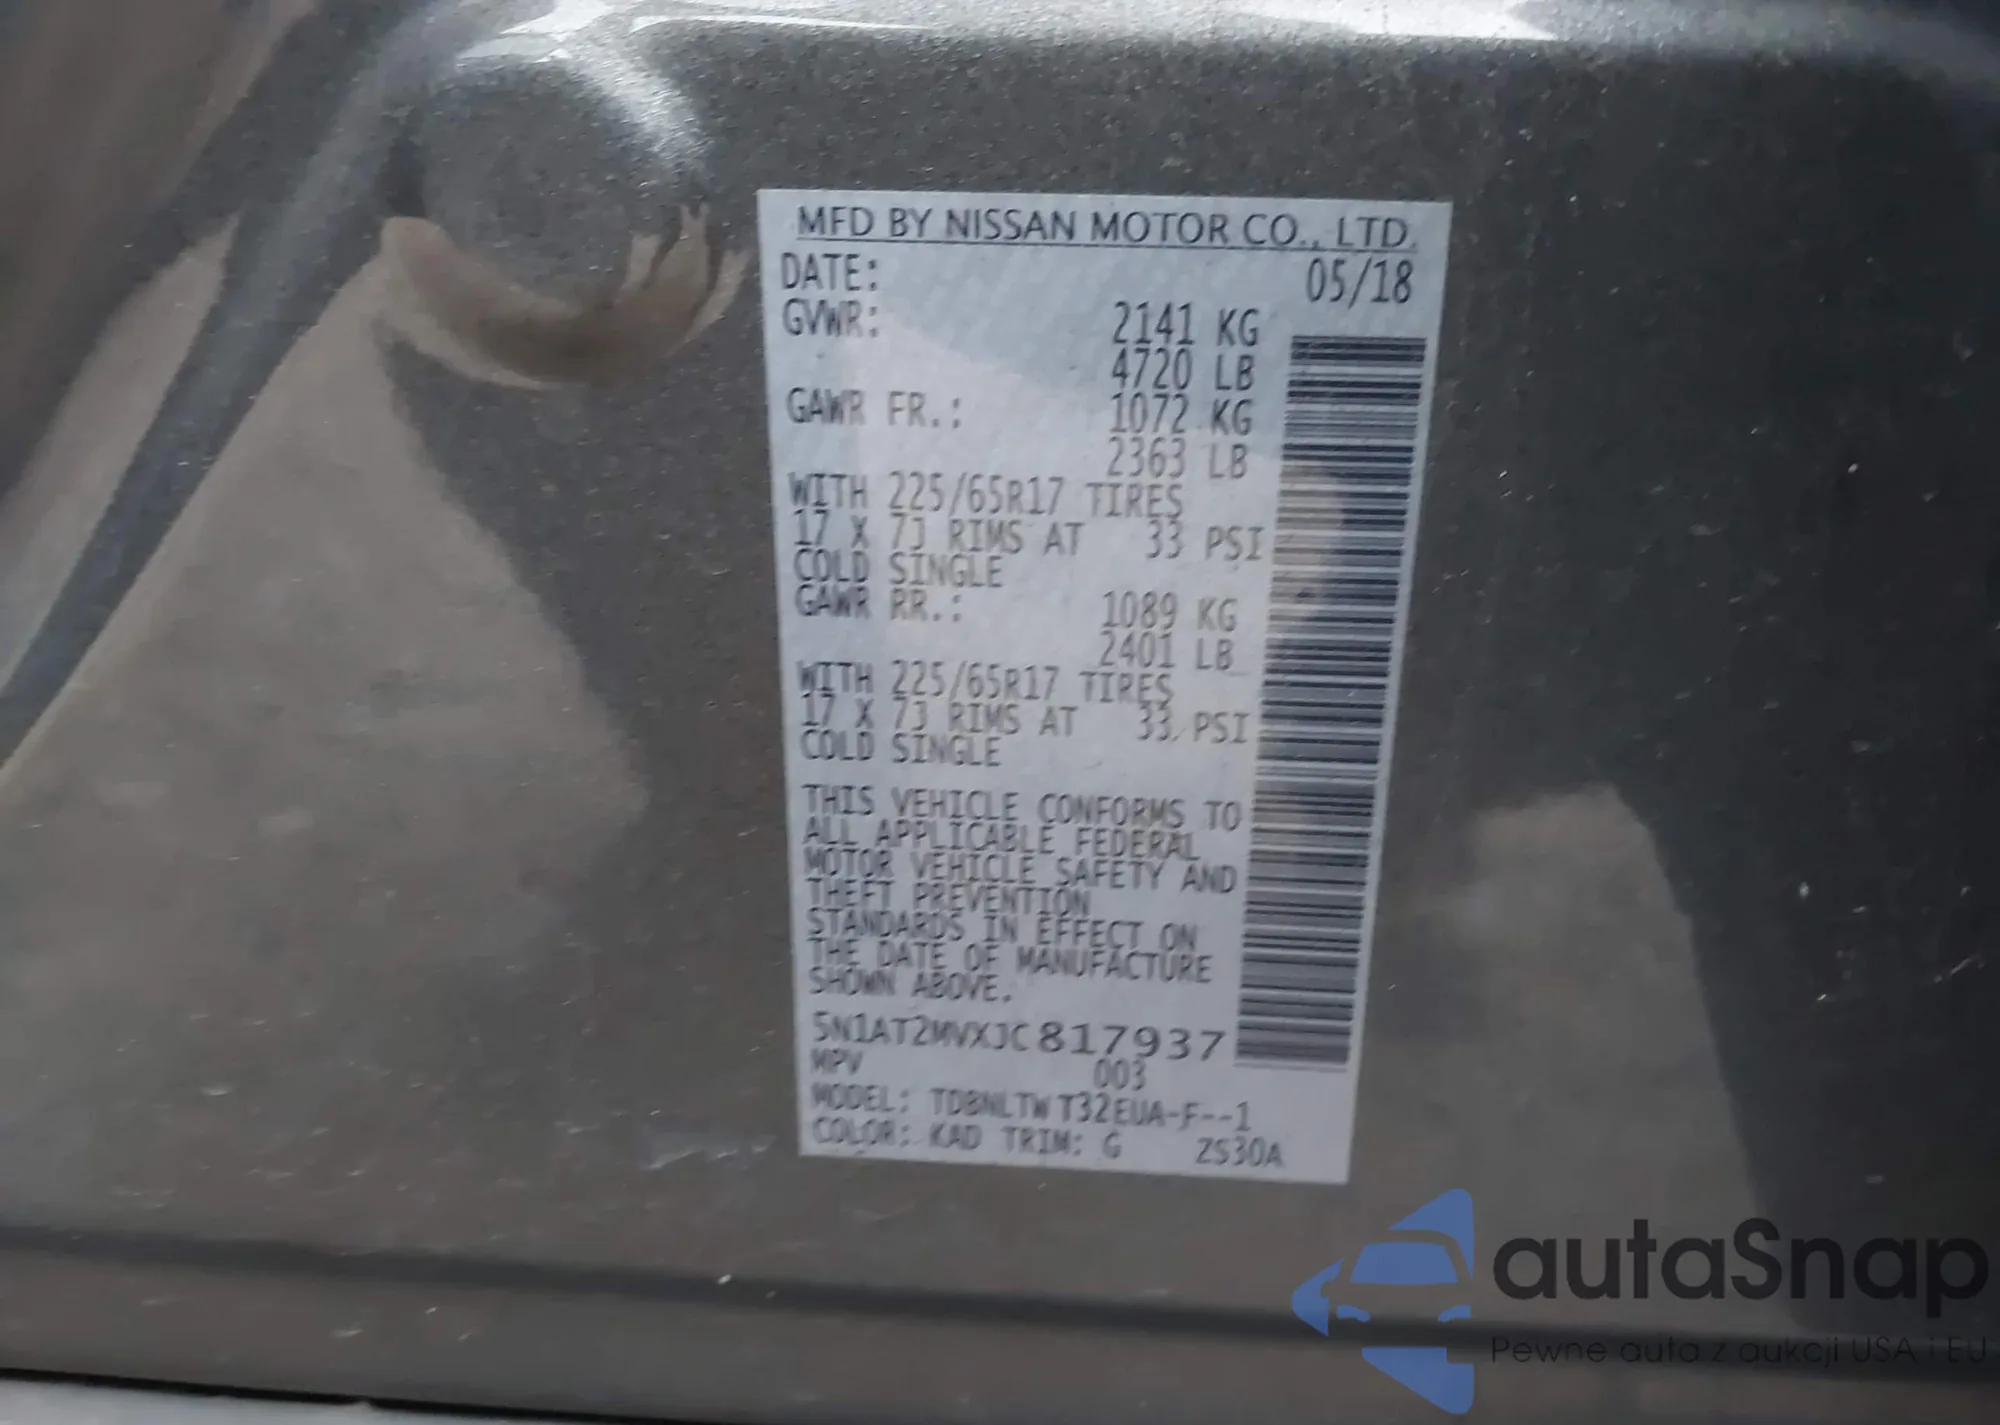 MFD BY NISSAN MOTOR CO., LTD.
DATE: 05/18
GVWR: 2141 KG
4720 LB
GAWR FR.: 1072 KG
2363 LB
WITH 225/65R17 TIRES
17 X 7J RIMS AT 33 PSI
COLD SINGLE
GAWR RR.: 1089 KG
2401 LB
WITH 225/65R17 TIRES
17 X 7J RIMS AT 33 PSI
COLD SINGLE
THIS VEHICLE CONFORMS TO
ALL APPLICABLE FEDERAL
MOTOR VEHICLE SAFETY AND
THEFT PREVENTION
STANDARDS IN EFFECT ON
THE DATE OF MANUFACTURE
SHOWN ABOVE.
5N1AT2MVXJC817937
MPV 003
MODEL: TDBNLTWT32EUA-F--1
COLOR: KAD TRIM: G ZS30A
autaSnap
Pewne auta z aukcji USA i EU